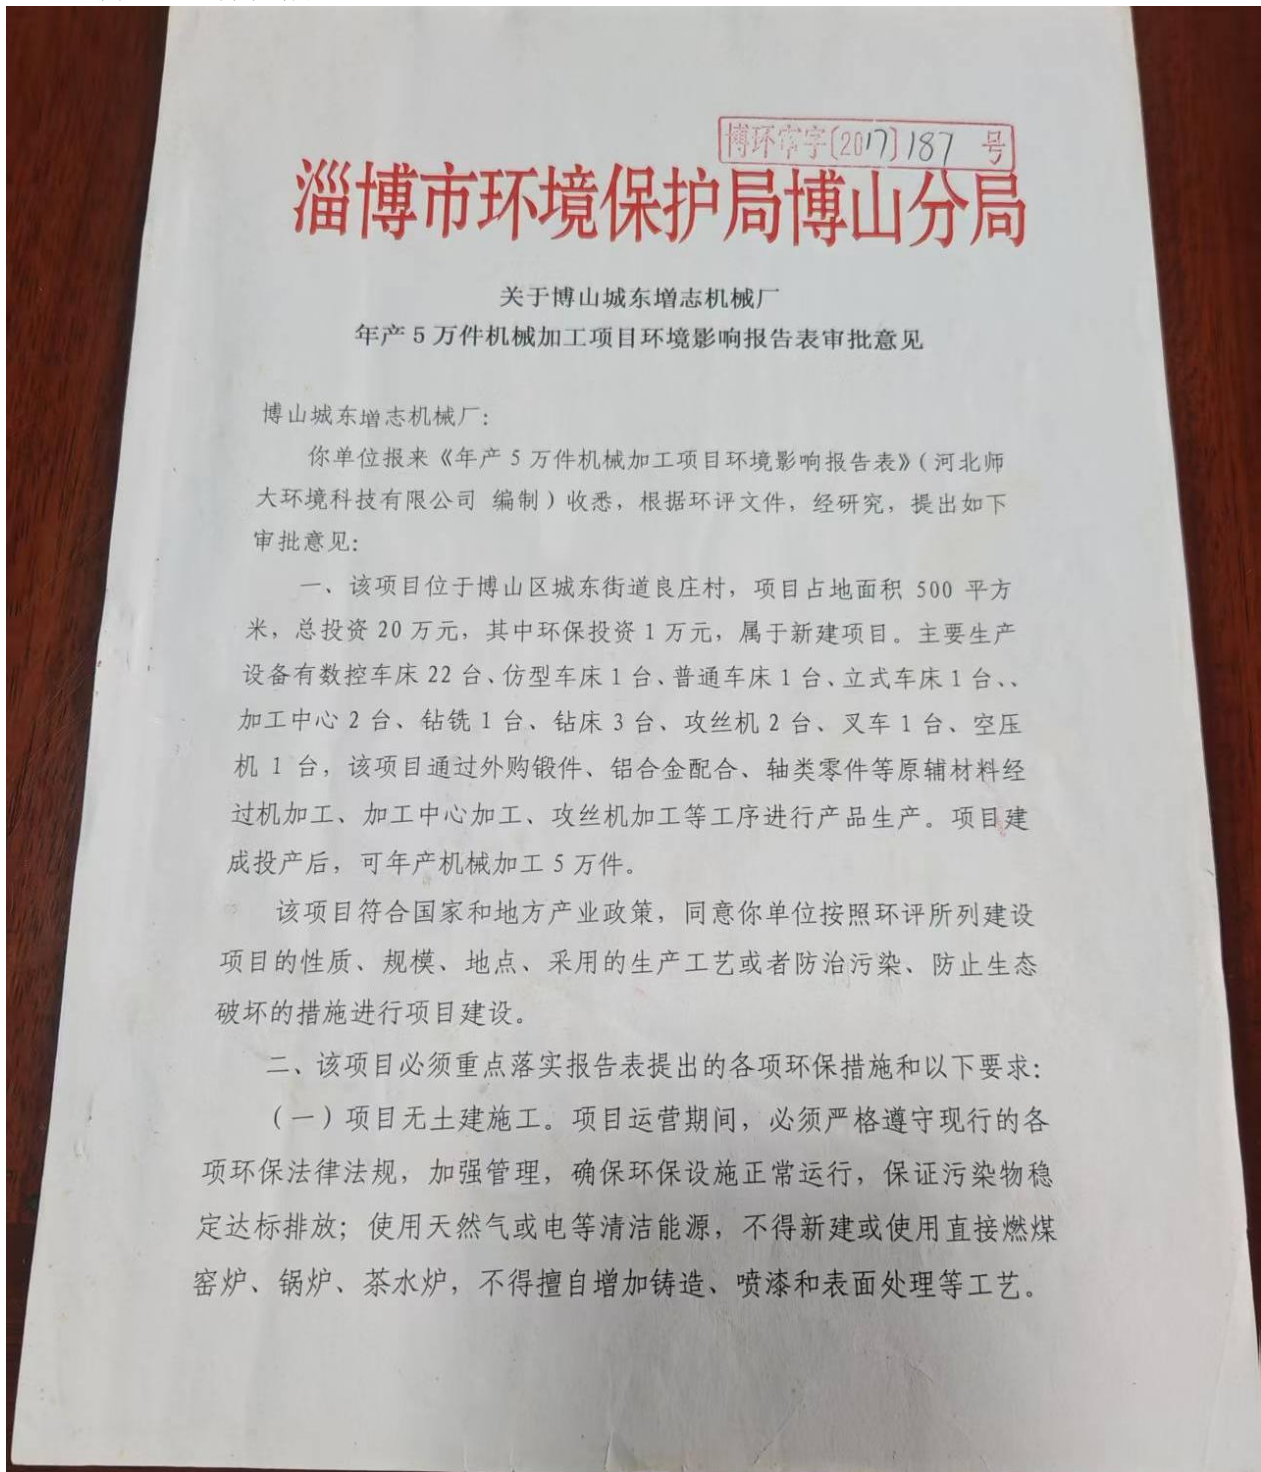 博环审字[2017]187 号
淄博市环境保护局博山分局
关于博山城东增志机械厂
年产 5 万件机械加工项目环境影响报告表审批意见
博山城东增志机械厂：
你单位报来《年产 5 万件机械加工项目环境影响报告表》（河北师
大环境科技有限公司 编制）收悉，根据环评文件，经研究，提出如下
审批意见：
一、该项目位于博山区城东街道良庄村，项目占地面积 500 平方
米，总投资 20 万元，其中环保投资 1 万元，属于新建项目。主要生产
设备有数控车床 22 台、仿型车床 1 台、普通车床 1 台、立式车床 1 台、、
加工中心 2 台、钻铣 1 台、钻床 3 台、攻丝机 2 台、叉车 1 台、空压
机 1 台，该项目通过外购锻件、铝合金配合、轴类零件等原辅材料经
过机加工、加工中心加工、攻丝机加工等工序进行产品生产。项目建
成投产后，可年产机械加工 5 万件。
该项目符合国家和地方产业政策，同意你单位按照环评所列建设
项目的性质、规模、地点、采用的生产工艺或者防治污染、防止生态
破坏的措施进行项目建设。
二、该项目必须重点落实报告表提出的各项环保措施和以下要求：
（一）项目无土建施工。项目运营期间，必须严格遵守现行的各
项环保法律法规，加强管理，确保环保设施正常运行，保证污染物稳
定达标排放；使用天然气或电等清洁能源，不得新建或使用直接燃煤
窑炉、锅炉、茶水炉，不得擅自增加铸造、喷漆和表面处理等工艺。